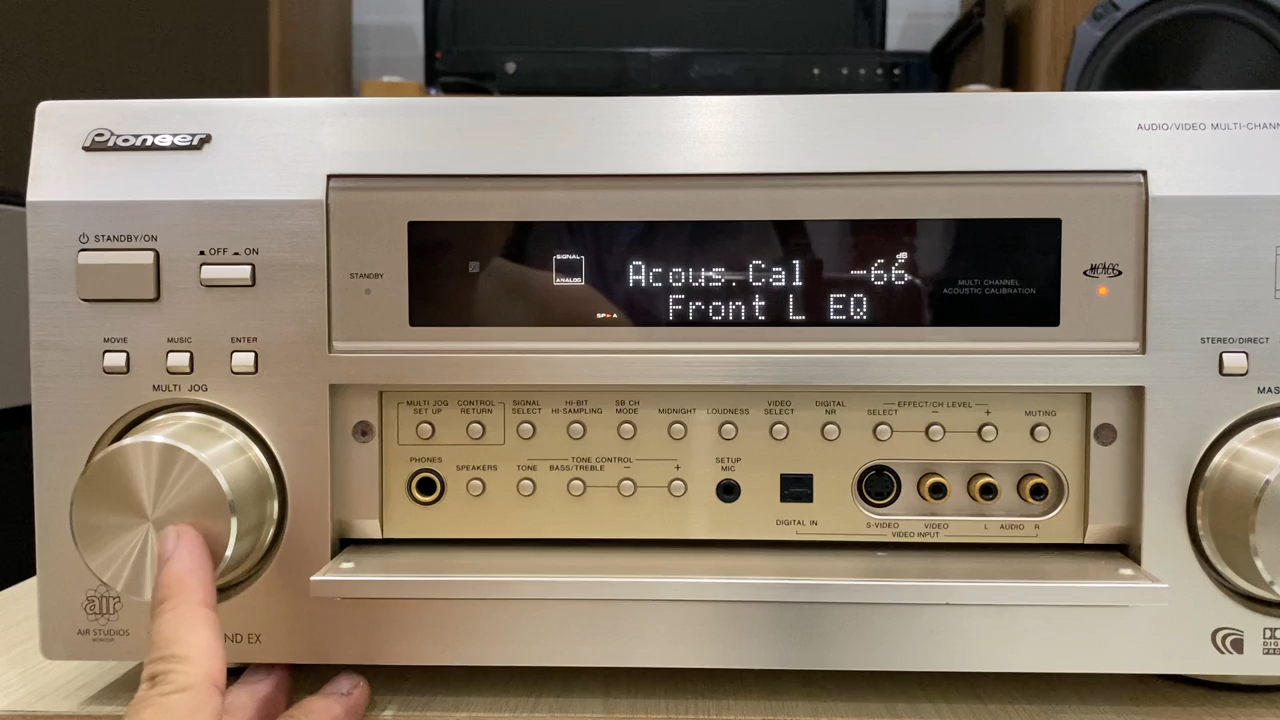 Pioneer
AUDIO/VIDEO MULTI-CHANN
STANDBY/ON
OFF ON
STANDBY
SIGNAL
ANALOG
SP►A
Acous.Cal -66 dB
Front L EQ
MULTI CHANNEL
ACOUSTIC CALIBRATION
MCACC
MOVIE MUSIC ENTER
MULTI JOG
STEREO/DIRECT
MAS
MULTI JOG
SET UP
CONTROL
RETURN
SIGNAL
SELECT
HI-BIT
HI-SAMPLING
SB CH
MODE
MIDNIGHT
LOUDNESS
VIDEO
SELECT
DIGITAL
NR
EFFECT/CH LEVEL
SELECT - +
MUTING
PHONES
SPEAKERS
TONE CONTROL
TONE BASS/TREBLE - +
SETUP
MIC
DIGITAL IN
S-VIDEO VIDEO L AUDIO R
VIDEO INPUT
air
AIR STUDIOS
MONITOR
ND EX